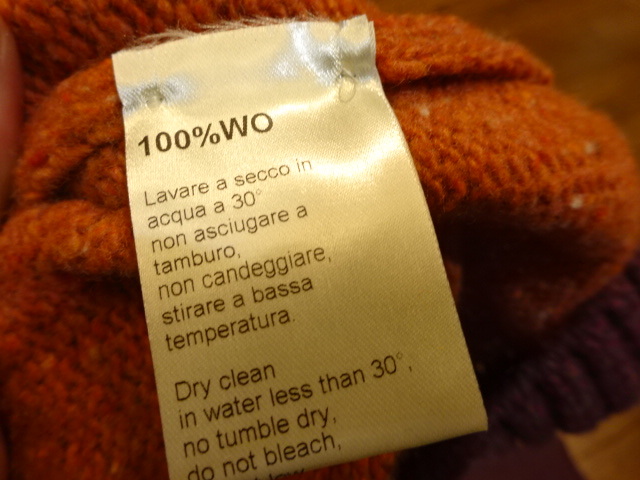 100%WO
Lavare a secco in
acqua a 30°
non asciugare a
tamburo,
non candeggiare,
stirare a bassa
temperatura.
Dry clean
in water less than 30°,
no tumble dry,
do not bleach,